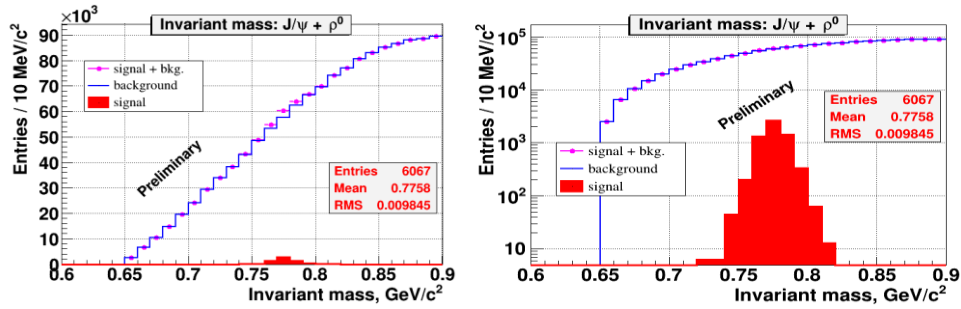 ×10³
Invariant mass: J/ψ + ρ⁰
Entries / 10 MeV/c²
90
80
70
60
50
40
30
20
10
0
signal + bkg.
background
signal
Preliminary
Entries 6067
Mean 0.7758
RMS 0.009845
0.6 0.65 0.7 0.75 0.8 0.85 0.9
Invariant mass, GeV/c²
Invariant mass: J/ψ + ρ⁰
Entries / 10 MeV/c²
10⁵
10⁴
10³
10²
10
Preliminary
Entries 6067
Mean 0.7758
RMS 0.009845
signal + bkg.
background
signal
0.6 0.65 0.7 0.75 0.8 0.85 0.9
Invariant mass, GeV/c²